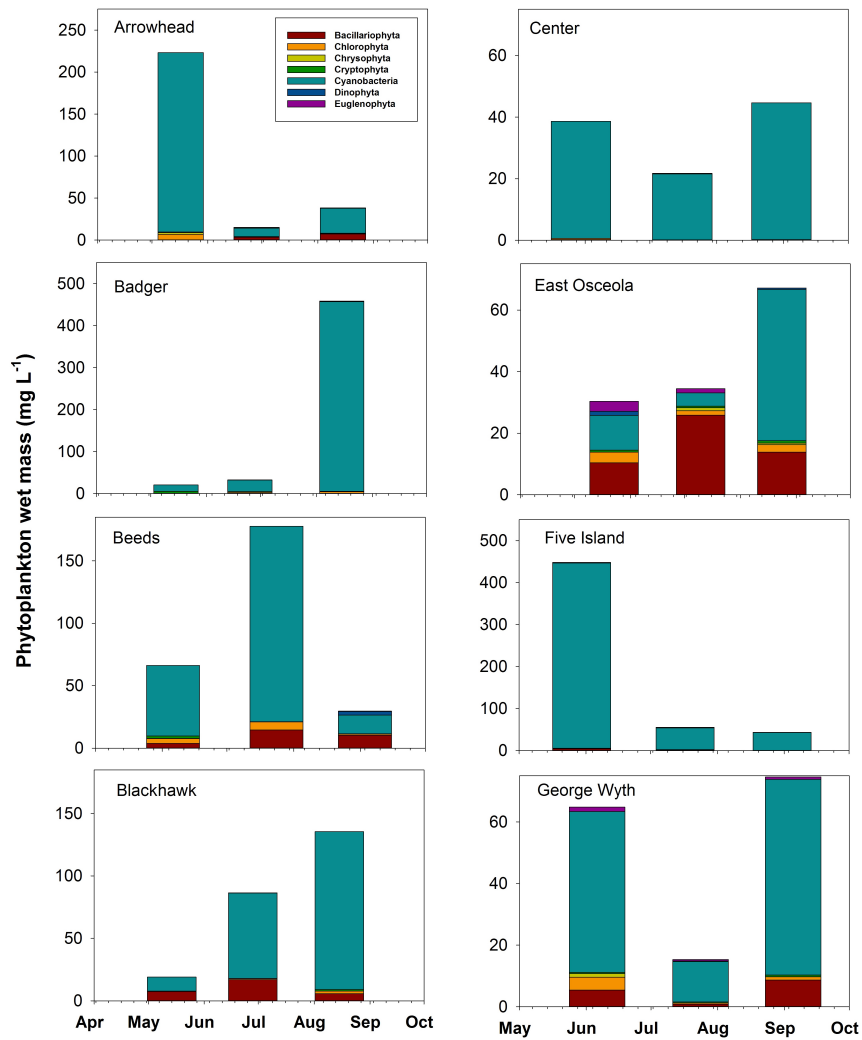 Phytoplankton wet mass (mg L-1)
Arrowhead
250
200
150
100
50
0
Bacillariophyta
Chlorophyta
Chrysophyta
Cryptophyta
Cyanobacteria
Dinophyta
Euglenophyta
Center
60
40
20
0
Badger
500
400
300
200
100
0
East Osceola
60
40
20
0
Beeds
150
100
50
0
Five Island
500
400
300
200
100
0
Blackhawk
150
100
50
0
Apr May Jun Jul Aug Sep Oct
George Wyth
60
40
20
0
May Jun Jul Aug Sep Oct